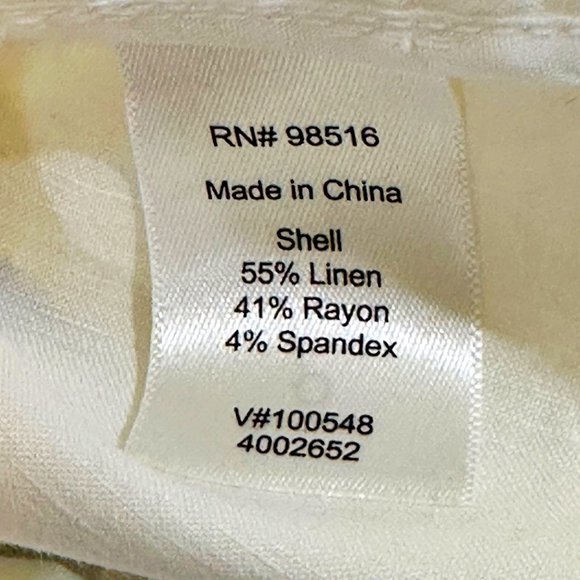 RN# 98516
Made in China
Shell
55% Linen
41% Rayon
4% Spandex
V#100548
4002652